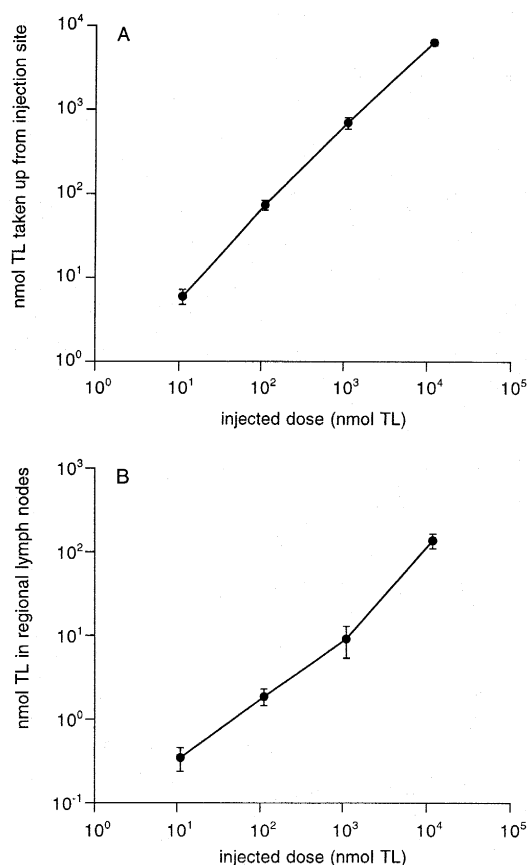 A
nmol TL taken up from injection site
10⁴
10³
10²
10¹
10⁰
10⁰ 10¹ 10² 10³ 10⁴ 10⁵
injected dose (nmol TL)
B
nmol TL in regional lymph nodes
10³
10²
10¹
10⁰
10⁻¹
10⁰ 10¹ 10² 10³ 10⁴ 10⁵
injected dose (nmol TL)